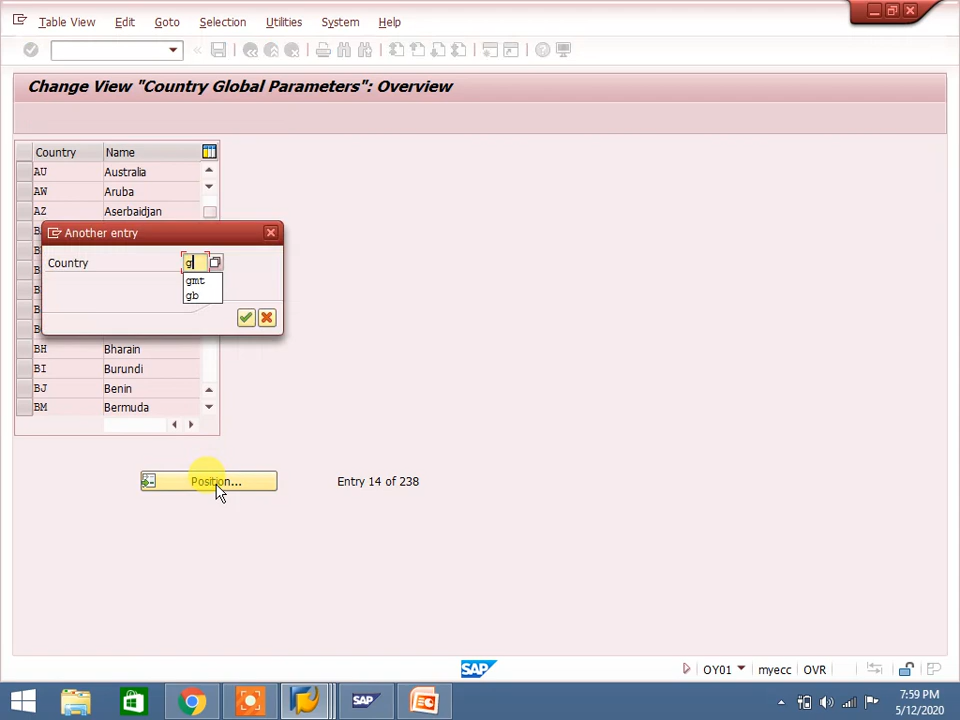 Table View Edit Goto Selection Utilities System Help
Change View "Country Global Parameters": Overview
Country Name
AU Australia
AW Aruba
AZ Aserbaidjan
Another entry
Country g
gmt
gb
BH Bharain
BI Burundi
BJ Benin
BM Bermuda
Position... Entry 14 of 238
SAP OY01 myecc OVR
SAP
7:59 PM
5/12/2020